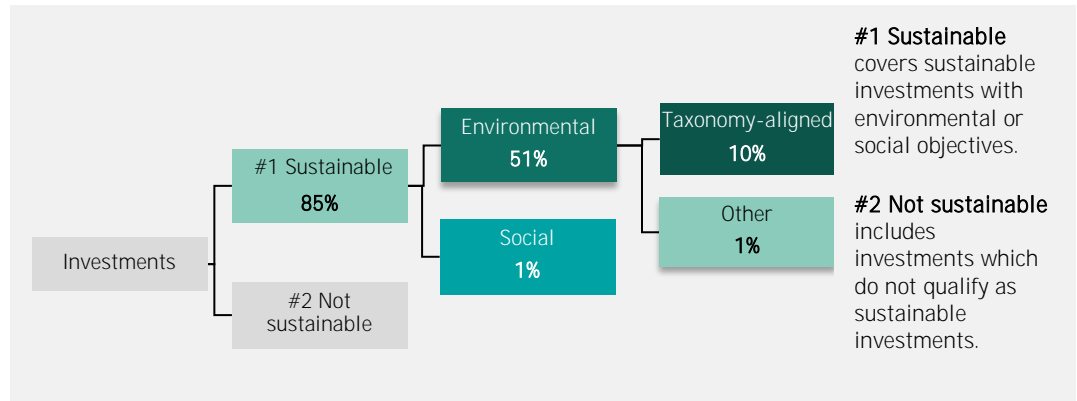 Investments
#1 Sustainable
85%
#2 Not
sustainable
Environmental
51%
Social
1%
Taxonomy-aligned
10%
Other
1%
#1 Sustainable
covers sustainable
investments with
environmental or
social objectives.
#2 Not sustainable
includes
investments which
do not qualify as
sustainable
investments.